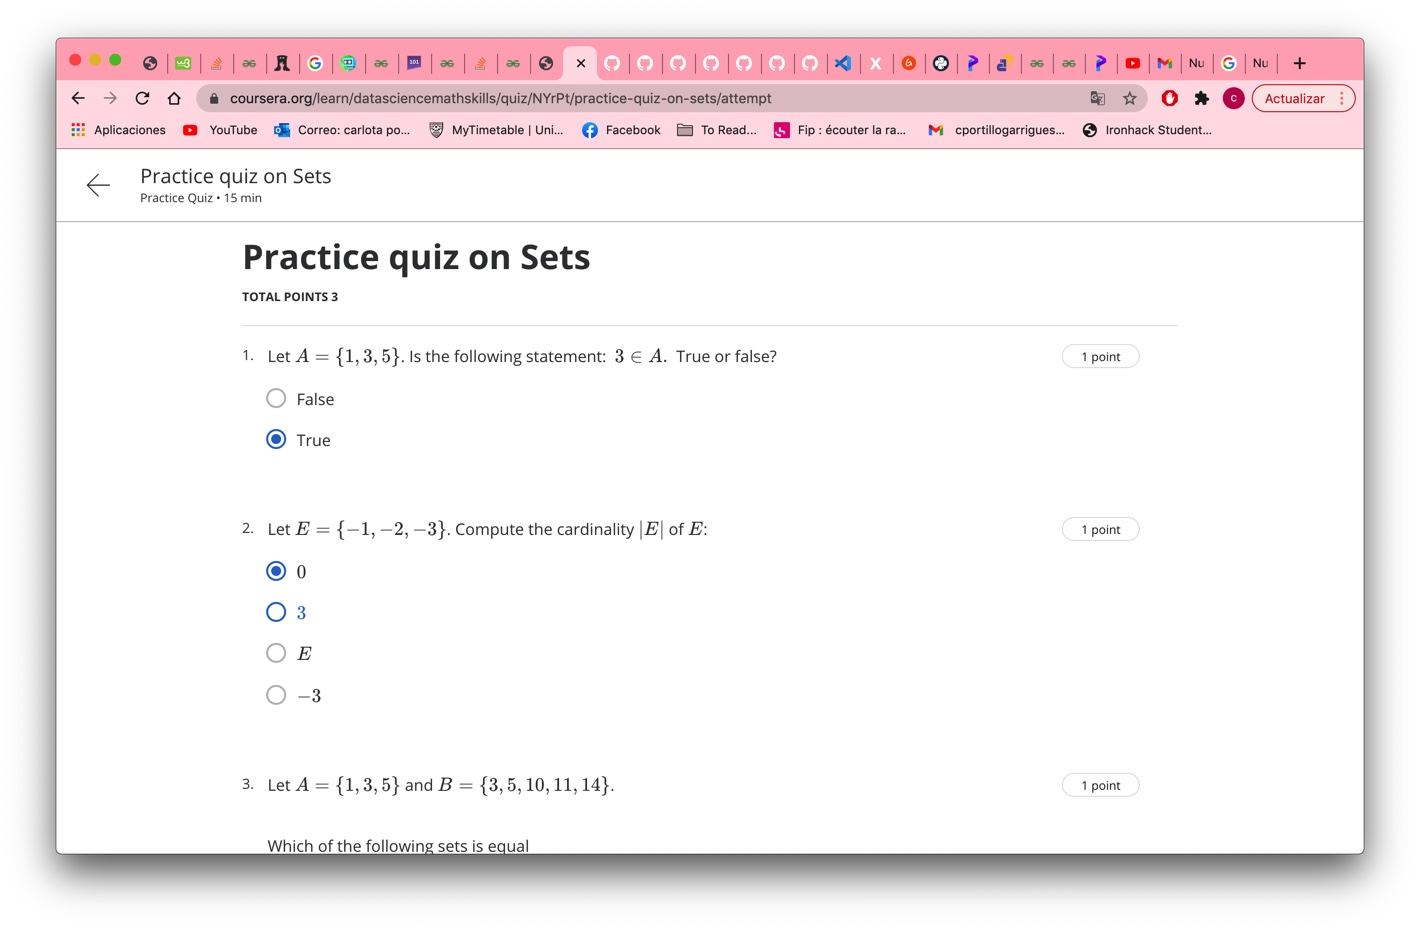 101
Nu
Nu
coursera.org/learn/datasciencemathskills/quiz/NYrPt/practice-quiz-on-sets/attempt
C
Actualizar
Aplicaciones YouTube Correo: carlota po... MyTimetable | Uni... Facebook To Read... Fip : écouter la ra... cportillogarrigues... Ironhack Student...
Practice quiz on Sets
Practice Quiz • 15 min
Practice quiz on Sets
TOTAL POINTS 3
1. Let A = {1, 3, 5}. Is the following statement: 3 ∈ A. True or false? 1 point
False
True
2. Let E = {−1, −2, −3}. Compute the cardinality |E| of E: 1 point
0
3
E
−3
3. Let A = {1, 3, 5} and B = {3, 5, 10, 11, 14}. 1 point
Which of the following sets is equal